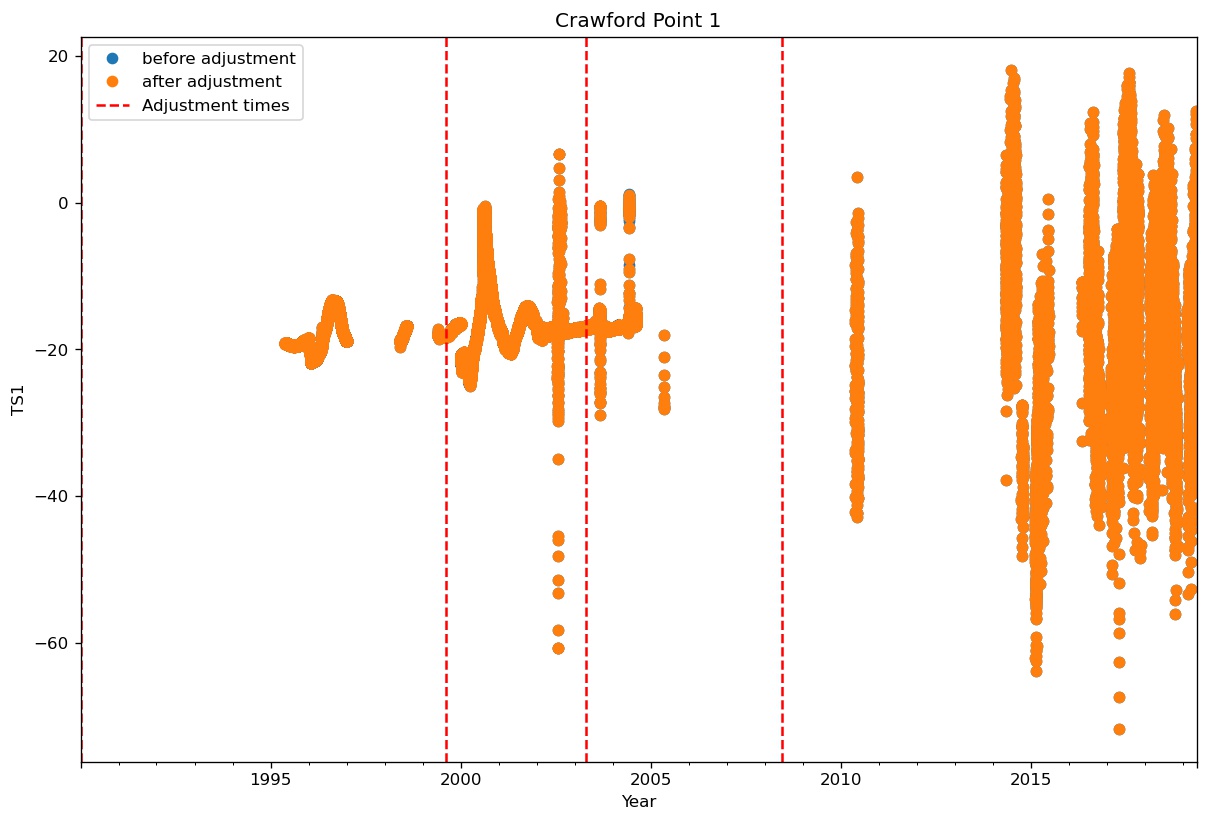 Crawford Point 1
before adjustment
after adjustment
Adjustment times
20
0
−20
−40
−60
TS1
1995
2000
2005
2010
2015
Year